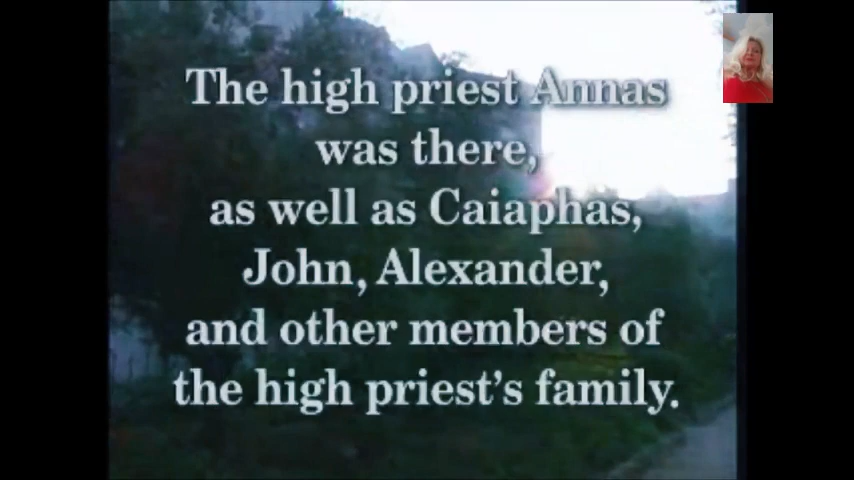 The high priest Annas
was there,
as well as Caiaphas,
John, Alexander,
and other members of
the high priest's family.